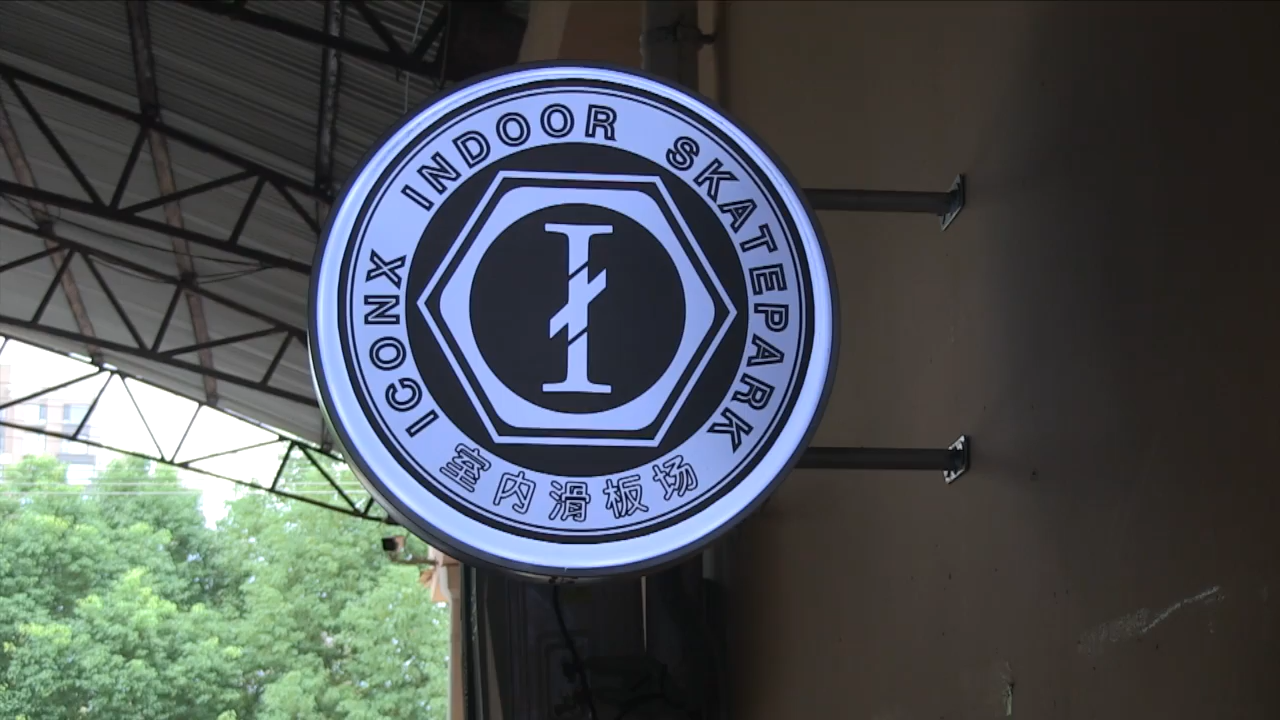 ICONX INDOOR SKATEPARK
I
室内滑板场